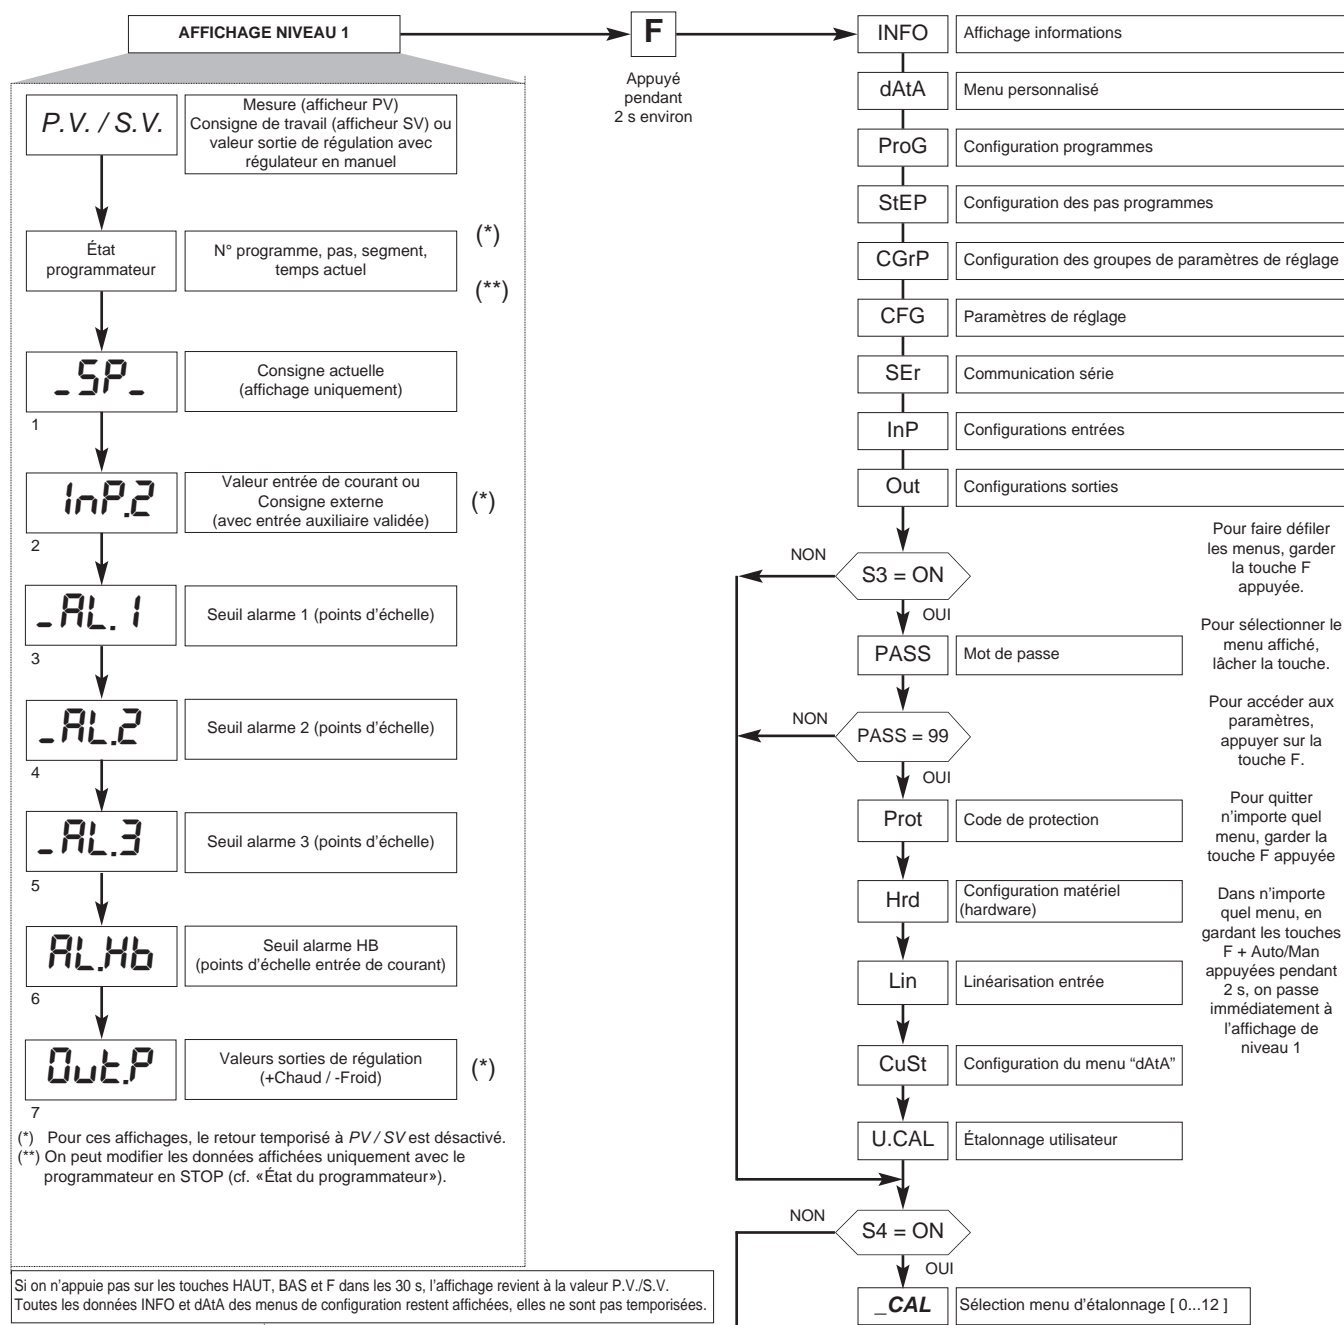 AFFICHAGE NIVEAU 1
F
Appuyé
pendant
2 s environ
P.V. / S.V.
Mesure (afficheur PV)
Consigne de travail (afficheur SV) ou
valeur sortie de régulation avec
régulateur en manuel
État
programmateur
N° programme, pas, segment,
temps actuel
(*)
(**)
_SP_
Consigne actuelle
(affichage uniquement)
1
InP.2
Valeur entrée de courant ou
Consigne externe
(avec entrée auxiliaire validée)
(*)
2
_AL. 1
Seuil alarme 1 (points d'échelle)
3
_AL.2
Seuil alarme 2 (points d'échelle)
4
_AL.3
Seuil alarme 3 (points d'échelle)
5
AL.Hb
Seuil alarme HB
(points d'échelle entrée de courant)
6
Out.P
Valeurs sorties de régulation
(+Chaud / -Froid)
(*)
7
(*) Pour ces affichages, le retour temporisé à PV / SV est désactivé.
(**) On peut modifier les données affichées uniquement avec le
programmateur en STOP (cf. «État du programmateur»).
Si on n'appuie pas sur les touches HAUT, BAS et F dans les 30 s, l'affichage revient à la valeur P.V./S.V.
Toutes les données INFO et dAtA des menus de configuration restent affichées, elles ne sont pas temporisées.
INFO
Affichage informations
dAtA
Menu personnalisé
ProG
Configuration programmes
StEP
Configuration des pas programmes
CGrP
Configuration des groupes de paramètres de réglage
CFG
Paramètres de réglage
SEr
Communication série
InP
Configurations entrées
Out
Configurations sorties
NON
S3 = ON
OUI
PASS
Mot de passe
NON
PASS = 99
OUI
Prot
Code de protection
Hrd
Configuration matériel
(hardware)
Lin
Linéarisation entrée
CuSt
Configuration du menu “dAtA”
U.CAL
Étalonnage utilisateur
NON
S4 = ON
OUI
_CAL
Sélection menu d'étalonnage [ 0...12 ]
Pour faire défiler
les menus, garder
la touche F
appuyée.
Pour sélectionner le
menu affiché,
lâcher la touche.
Pour accéder aux
paramètres,
appuyer sur la
touche F.
Pour quitter
n'importe quel
menu, garder la
touche F appuyée
Dans n'importe
quel menu, en
gardant les touches
F + Auto/Man
appuyées pendant
2 s, on passe
immédiatement à
l'affichage de
niveau 1